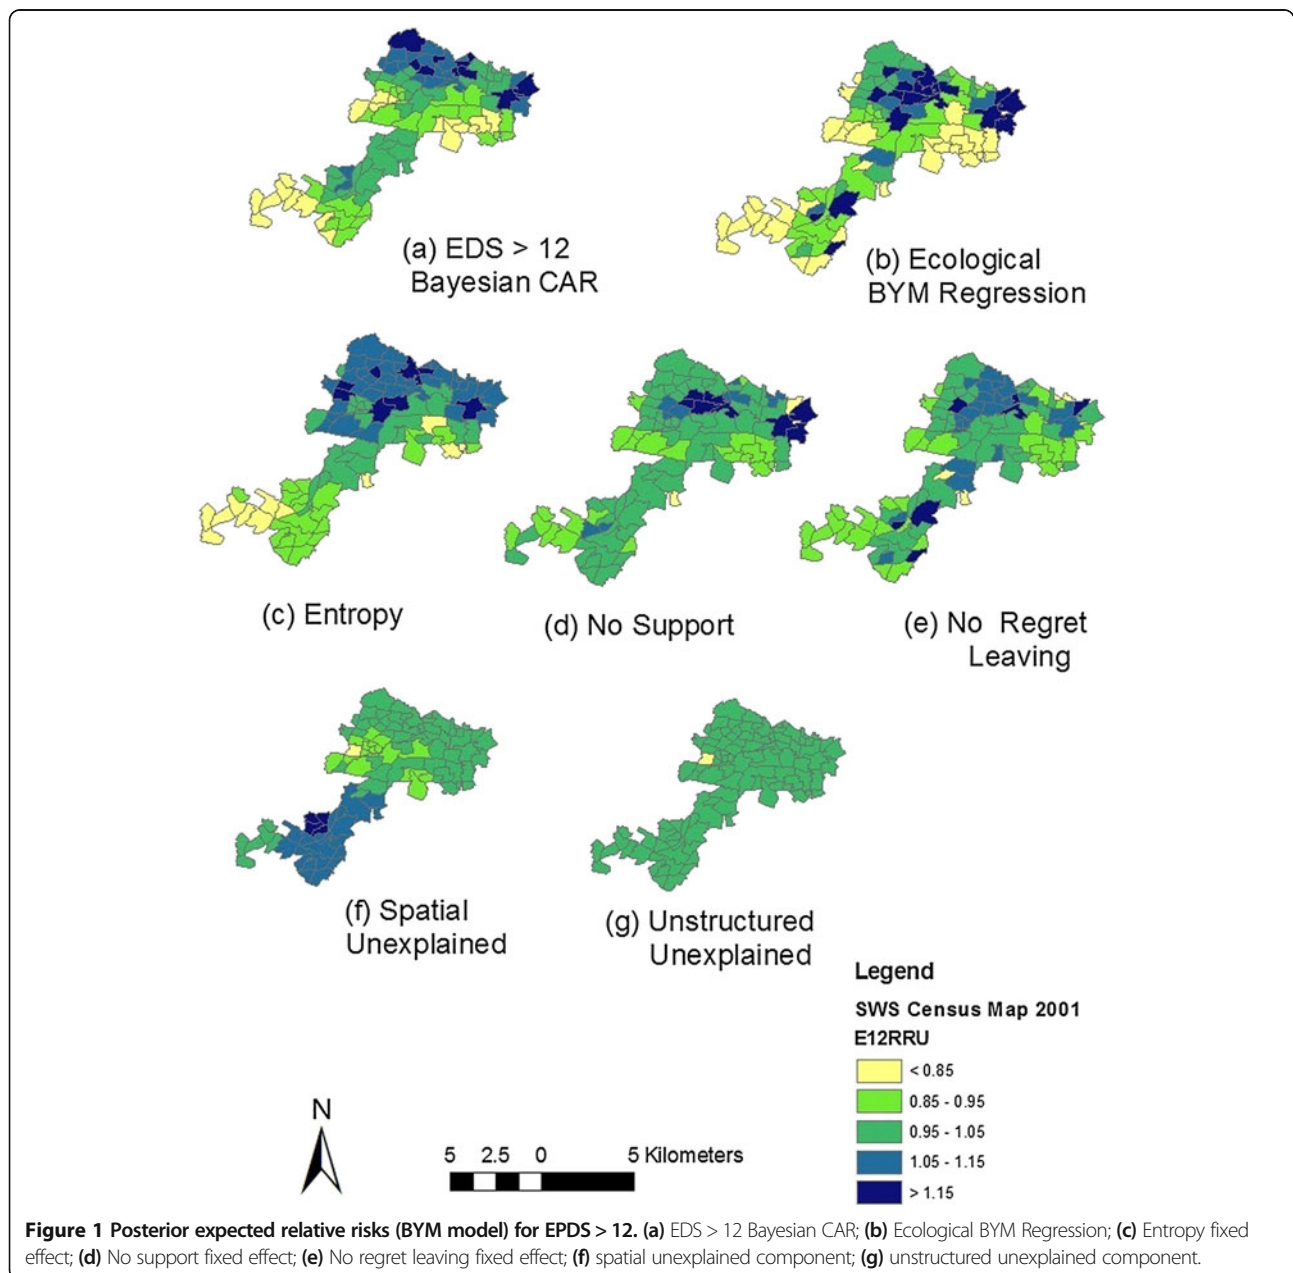 (a) EDS > 12
Bayesian CAR
(b) Ecological
BYM Regression
(c) Entropy
(d) No Support
(e) No Regret
Leaving
(f) Spatial
Unexplained
(g) Unstructured
Unexplained
Legend
SWS Census Map 2001
E12RRU
< 0.85
0.85 - 0.95
0.95 - 1.05
1.05 - 1.15
> 1.15
N
5 2.5 0 5 Kilometers
Figure 1 Posterior expected relative risks (BYM model) for EPDS > 12. (a) EDS > 12 Bayesian CAR; (b) Ecological BYM Regression; (c) Entropy fixed
effect; (d) No support fixed effect; (e) No regret leaving fixed effect; (f) spatial unexplained component; (g) unstructured unexplained component.